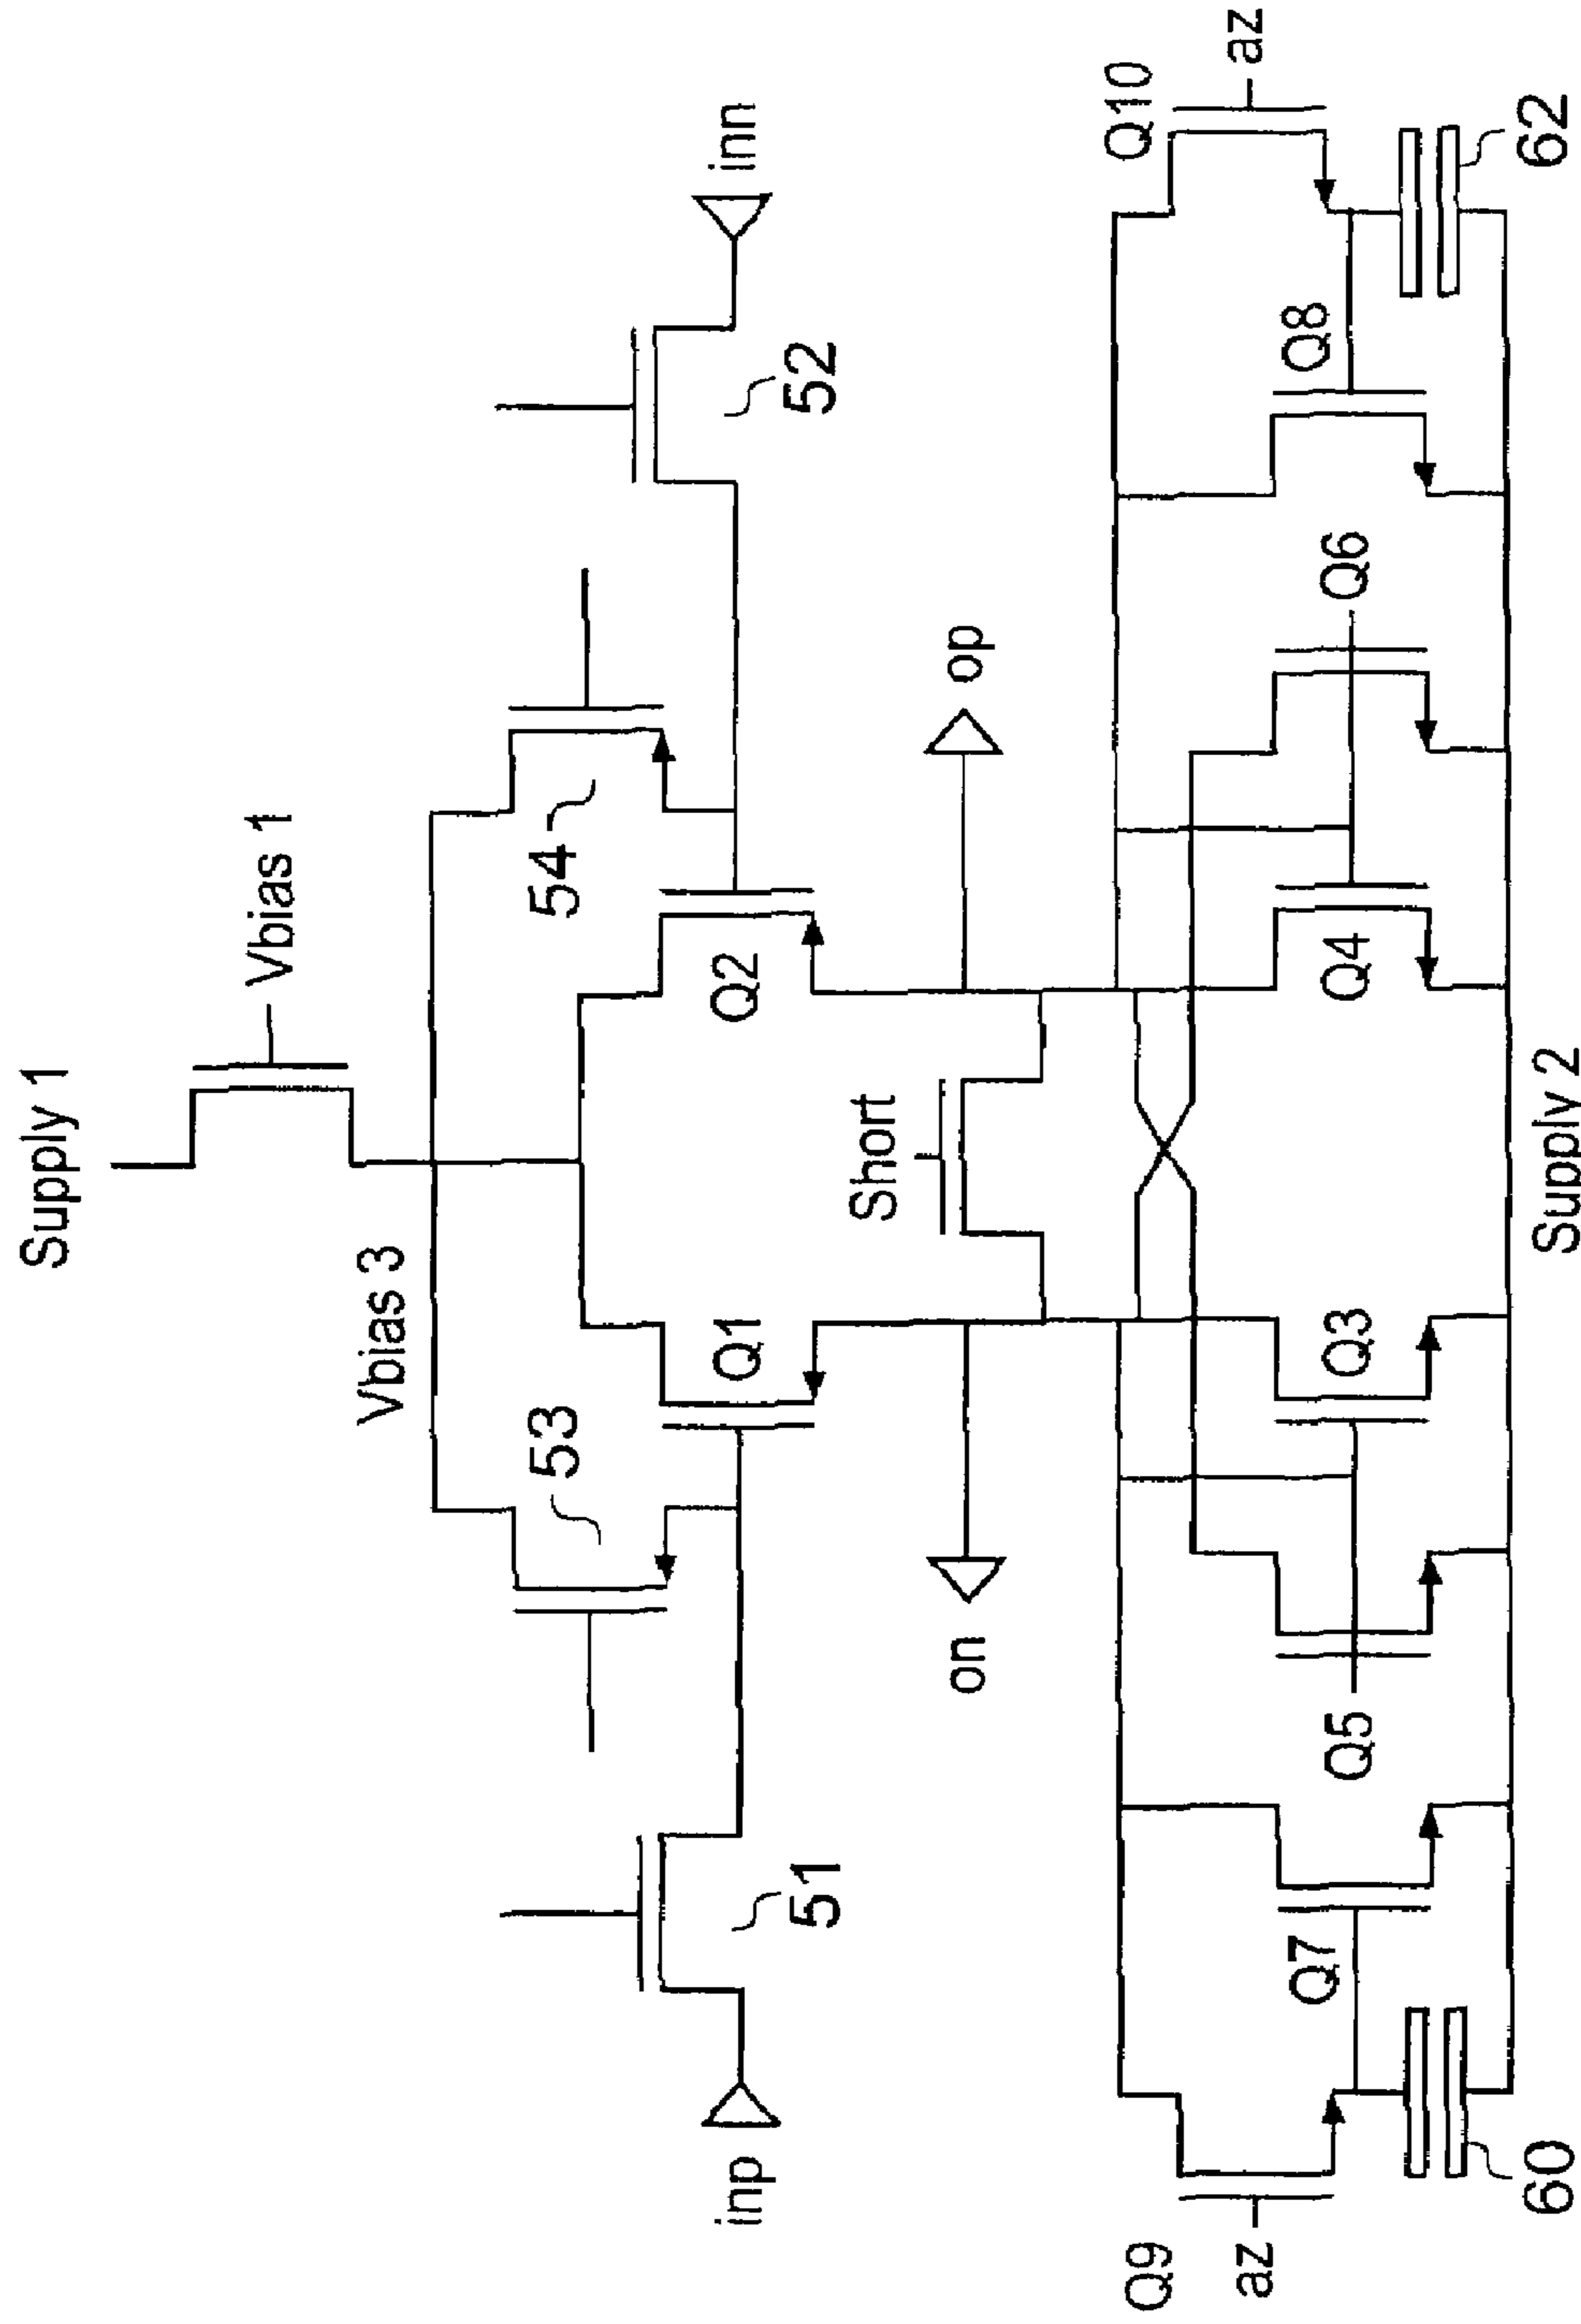 Supply 1
Vbias 1
Vbias 3
53
54
Q1
Q2
inp
51
52
inn
Short
on
op
Q9
az
Q10
az
Q7
Q5
Q3
Q4
Q6
Q8
60
Supply 2
62